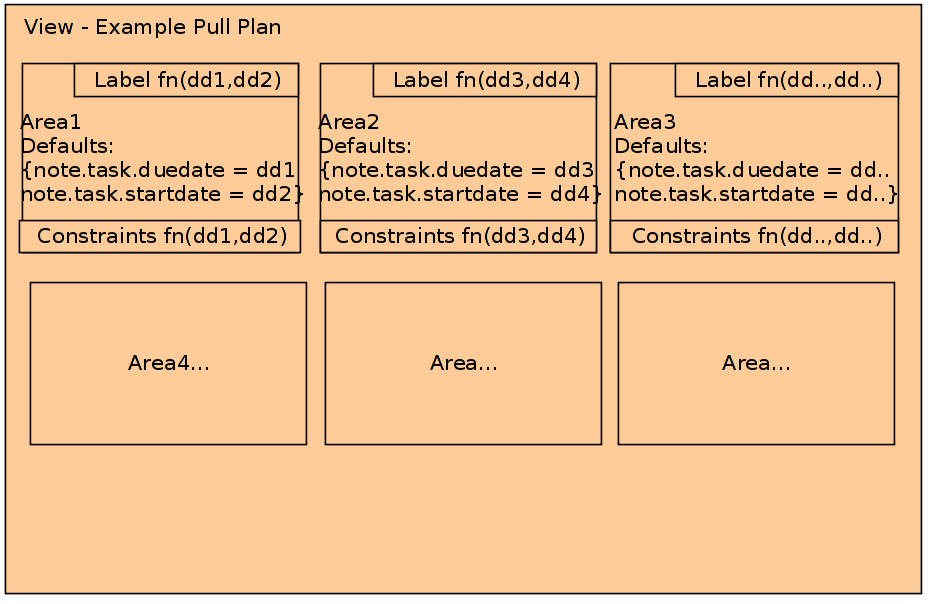 View - Example Pull Plan
Label fn(dd1,dd2)
Area1
Defaults:
{note.task.duedate = dd1
note.task.startdate = dd2}
Constraints fn(dd1,dd2)
Label fn(dd3,dd4)
Area2
Defaults:
{note.task.duedate = dd3
note.task.startdate = dd4}
Constraints fn(dd3,dd4)
Label fn(dd..,dd..)
Area3
Defaults:
{note.task.duedate = dd..
note.task.startdate = dd..}
Constraints fn(dd..,dd..)
Area4...
Area...
Area...